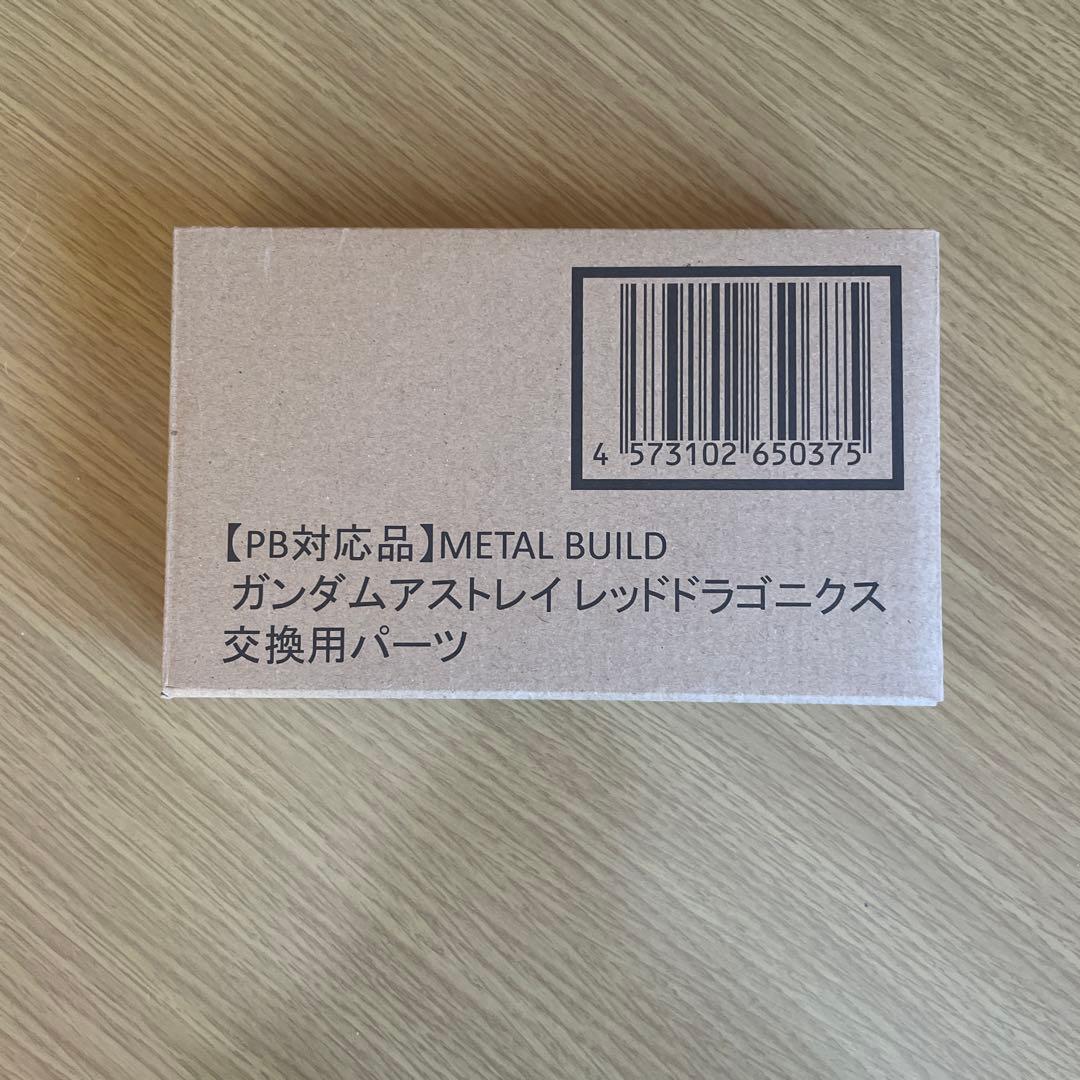 4 573102 650375
【PB対応品】METAL BUILD
ガンダムアストレイ レッドドラゴニクス
交換用パーツ